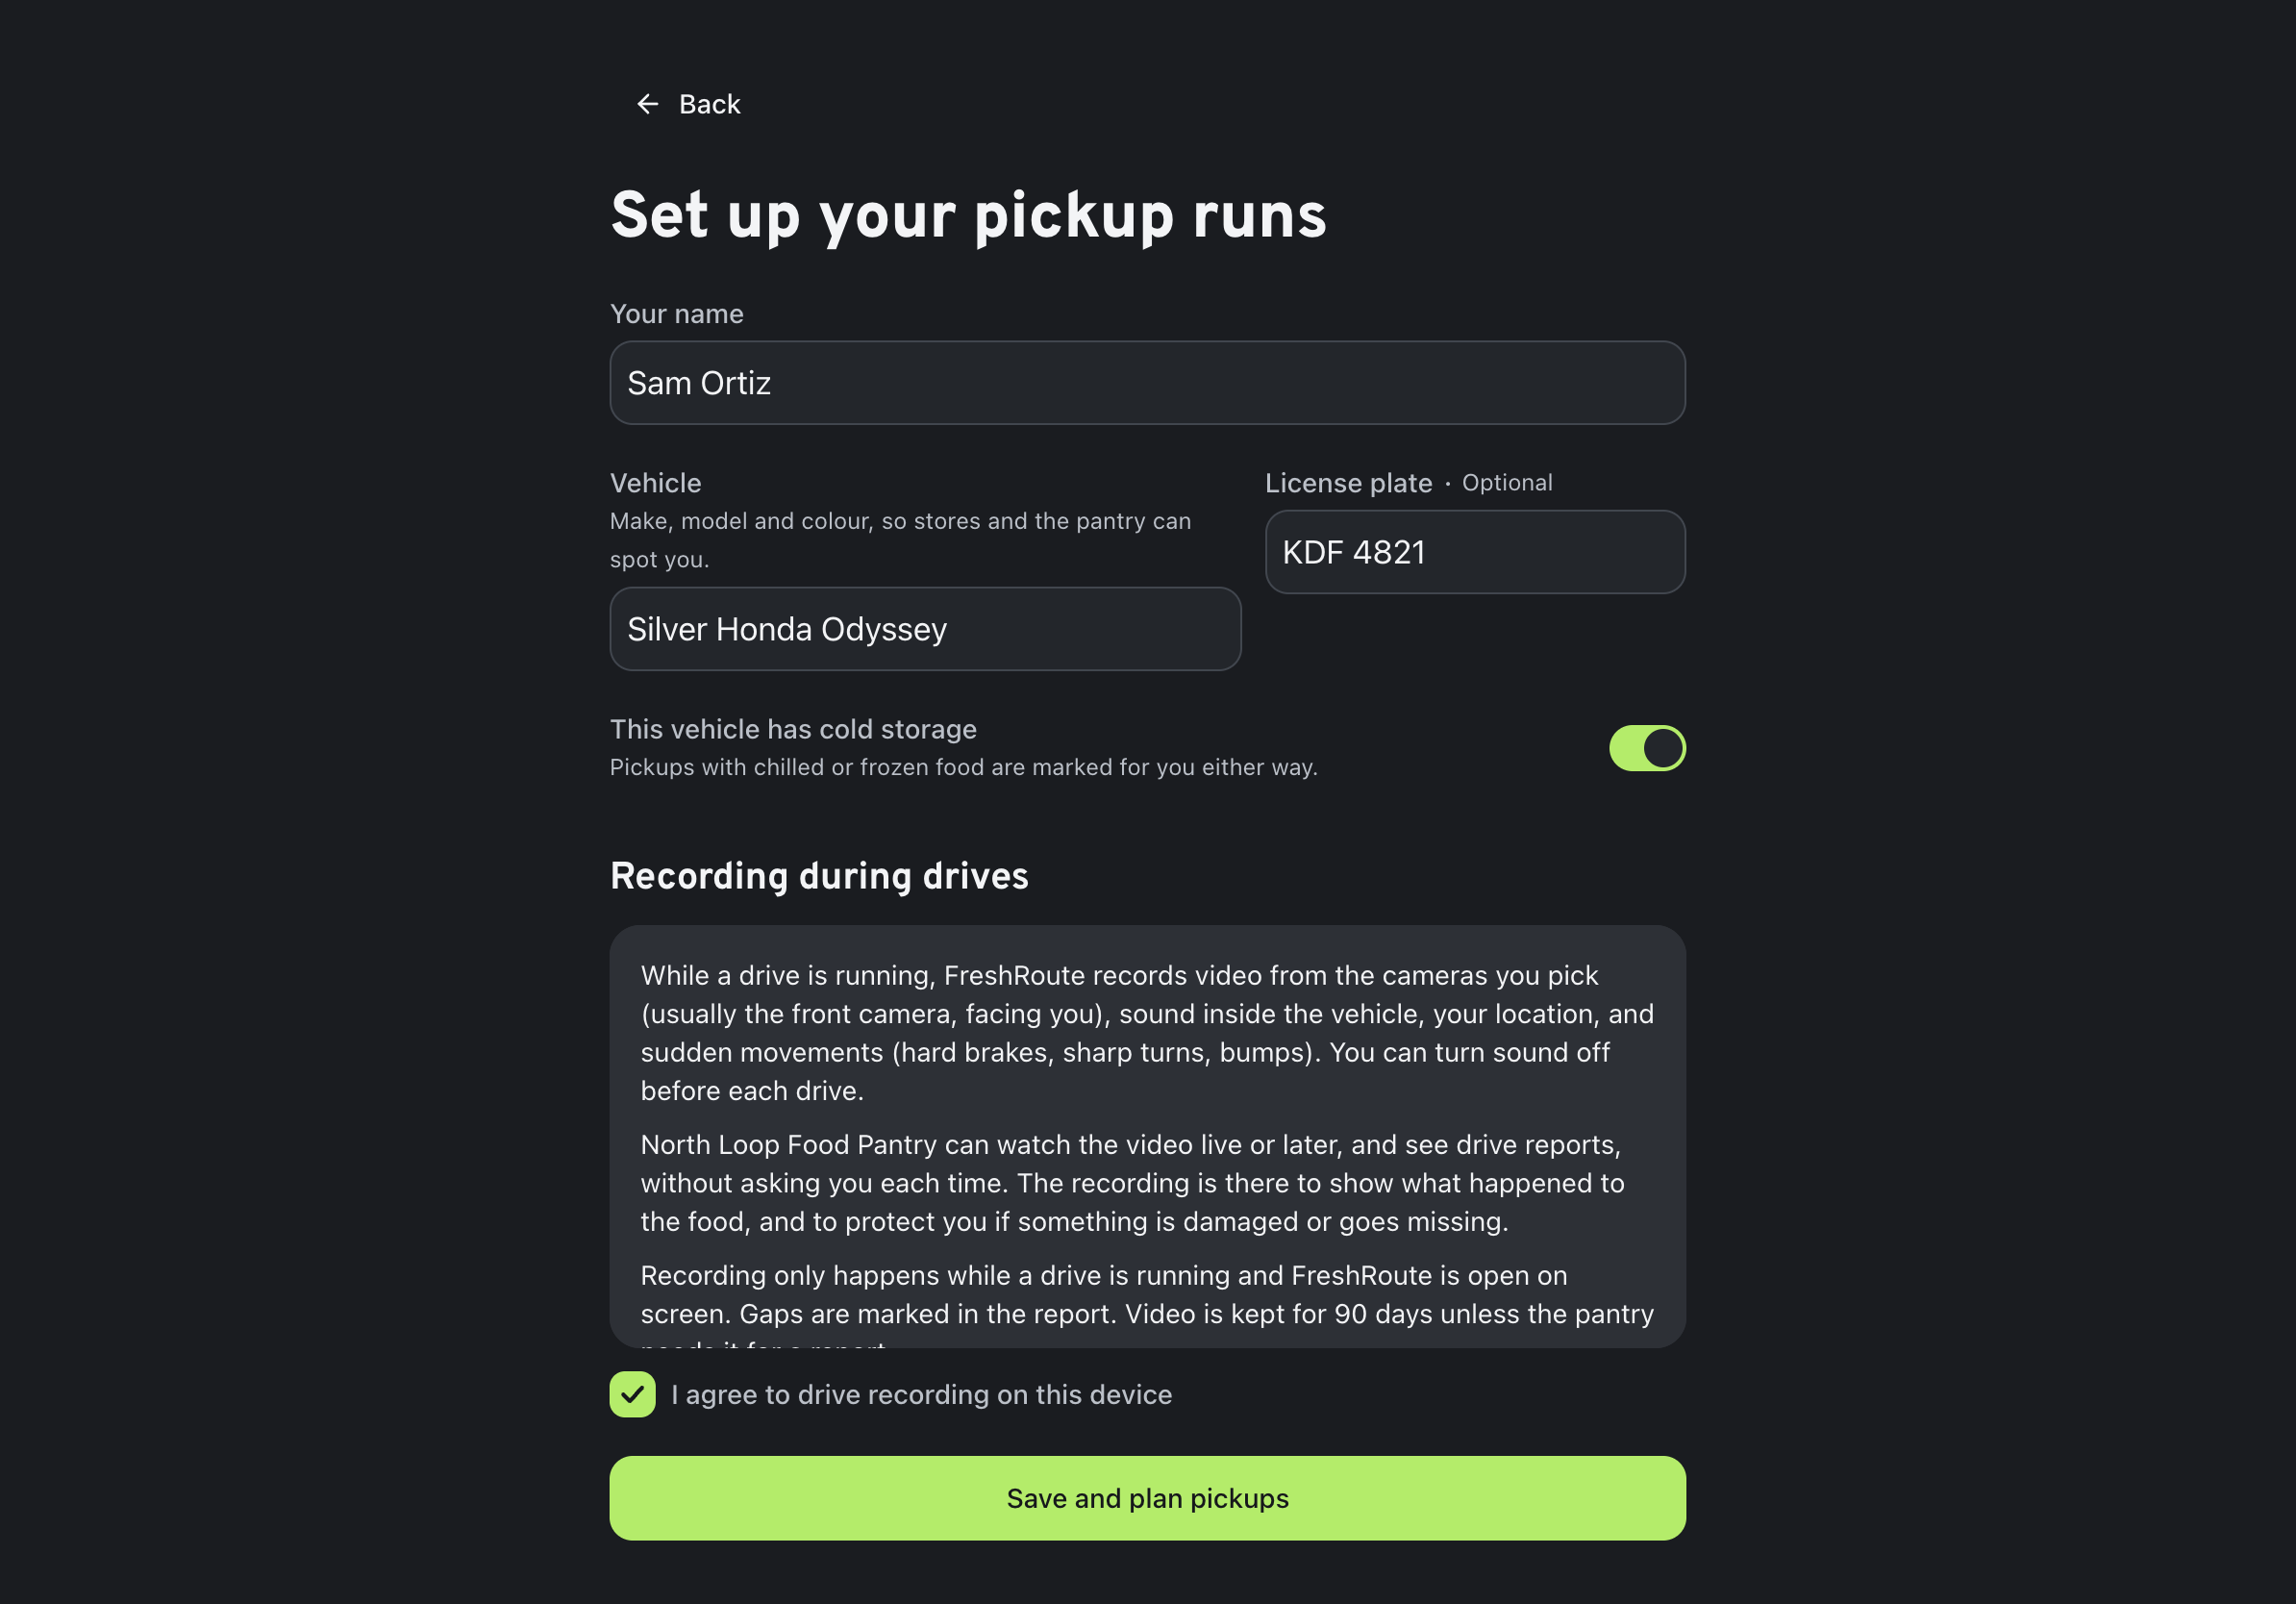 Back
Set up your pickup runs
Your name
Sam Ortiz
Vehicle
Make, model and colour, so stores and the pantry can
spot you.
Silver Honda Odyssey
License plate · Optional
KDF 4821
This vehicle has cold storage
Pickups with chilled or frozen food are marked for you either way.
Recording during drives
While a drive is running, FreshRoute records video from the cameras you pick
(usually the front camera, facing you), sound inside the vehicle, your location, and
sudden movements (hard brakes, sharp turns, bumps). You can turn sound off
before each drive.
North Loop Food Pantry can watch the video live or later, and see drive reports,
without asking you each time. The recording is there to show what happened to
the food, and to protect you if something is damaged or goes missing.
Recording only happens while a drive is running and FreshRoute is open on
screen. Gaps are marked in the report. Video is kept for 90 days unless the pantry
needs it for a report.
I agree to drive recording on this device
Save and plan pickups